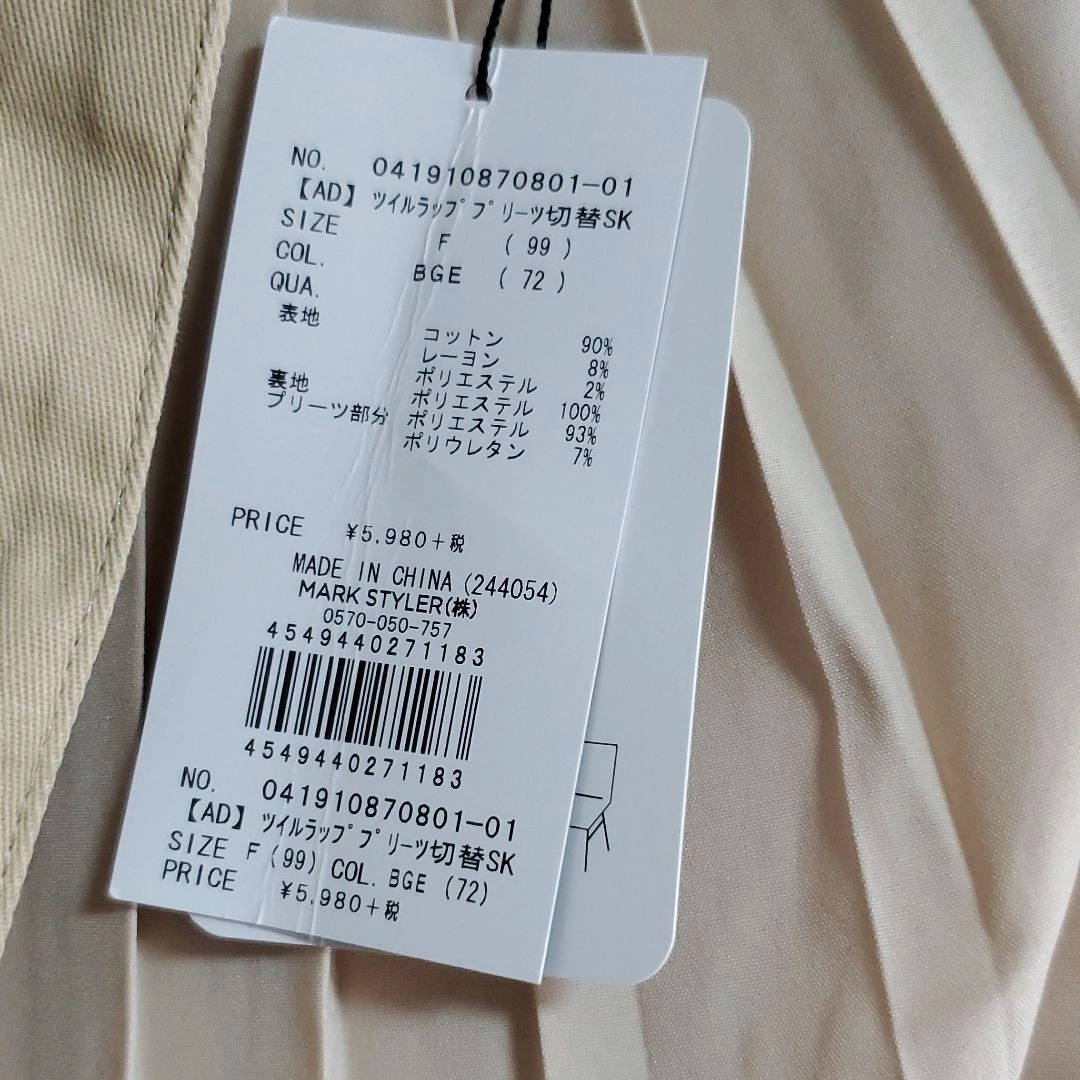 NO. 041910870801-01
【AD】 ツイルラッププリーツ切替SK
SIZE F (99)
COL. BGE (72)
QUA.
表地 コットン 90%
レーヨン 8%
ポリエステル 2%
裏地 ポリエステル 100%
プリーツ部分 ポリエステル 93%
ポリウレタン 7%
PRICE ¥5,980+税
MADE IN CHINA (244054)
MARK STYLER(株)
0570-050-757
4549440271183
4549440271183
NO. 041910870801-01
【AD】 ツイルラッププリーツ切替SK
SIZE F (99) COL. BGE (72)
PRICE ¥5,980+税